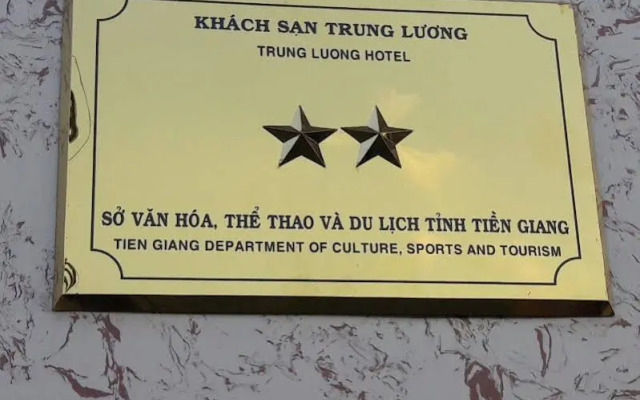 KHÁCH SẠN TRUNG LƯƠNG
TRUNG LUONG HOTEL
SỞ VĂN HÓA, THỂ THAO VÀ DU LỊCH TỈNH TIỀN GIANG
TIEN GIANG DEPARTMENT OF CULTURE, SPORTS AND TOURISM